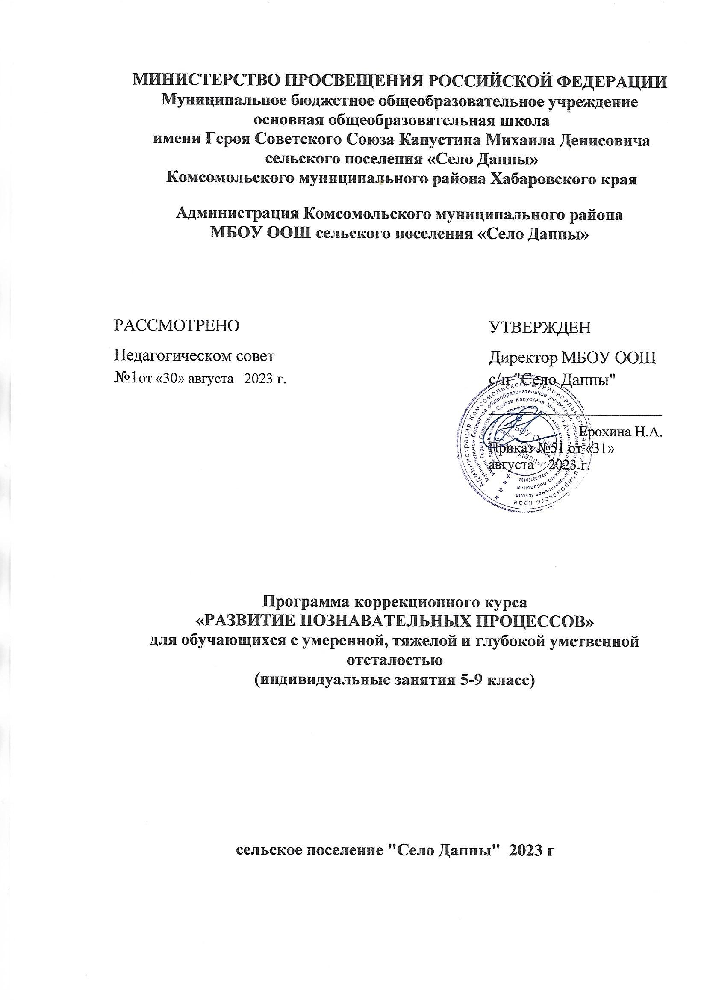 МИНИСТЕРСТВО ПРОСВЕЩЕНИЯ РОССИЙСКОЙ ФЕДЕРАЦИИ
Муниципальное бюджетное общеобразовательное учреждение
основная общеобразовательная школа
имени Героя Советского Союза Капустина Михаила Денисовича
сельского поселения «Село Даппы»
Комсомольского муниципального района Хабаровского края
Администрация Комсомольского муниципального района
МБОУ ООШ сельского поселения «Село Даппы»
РАССМОТРЕНО
Педагогическом совет
№1от «30» августа 2023 г.
УТВЕРЖДЕН
Директор МБОУ ООШ
с/п "Село Даппы"
Ерохина Н.А.
Приказ №51 от «31»
августа 2023 г.
Администрация Комсомольского муниципального района Хабаровского края
Муниципальное бюджетное общеобразовательное учреждение основная общеобразовательная школа
имени Героя Советского Союза Капустина Михаила Денисовича сельского поселения
МБОУ ООШ
сельского поселения
"Село Даппы"
Программа коррекционного курса
«РАЗВИТИЕ ПОЗНАВАТЕЛЬНЫХ ПРОЦЕССОВ»
для обучающихся с умеренной, тяжелой и глубокой умственной
отсталостью
(индивидуальные занятия 5-9 класс)
сельское поселение "Село Даппы" 2023 г